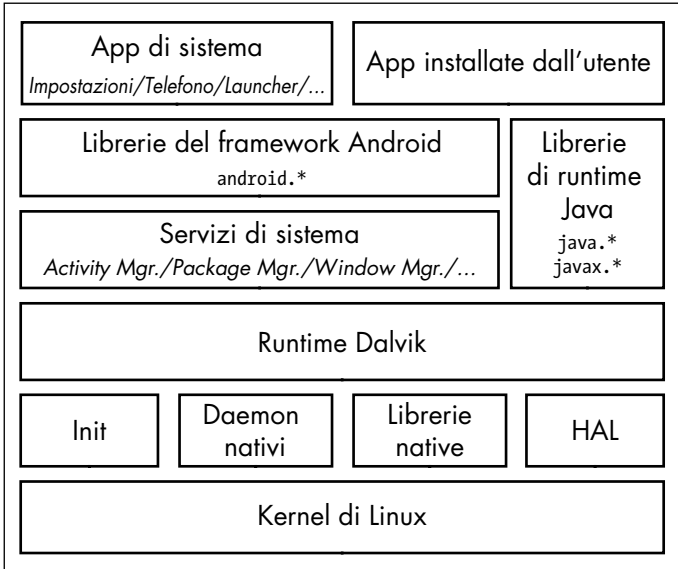 App di sistema
Impostazioni/Telefono/Launcher/...
App installate dall'utente
Librerie del framework Android
android.*
Librerie
di runtime
Java
java.*
javax.*
Servizi di sistema
Activity Mgr./Package Mgr./Window Mgr./...
Runtime Dalvik
Init
Daemon
nativi
Librerie
native
HAL
Kernel di Linux